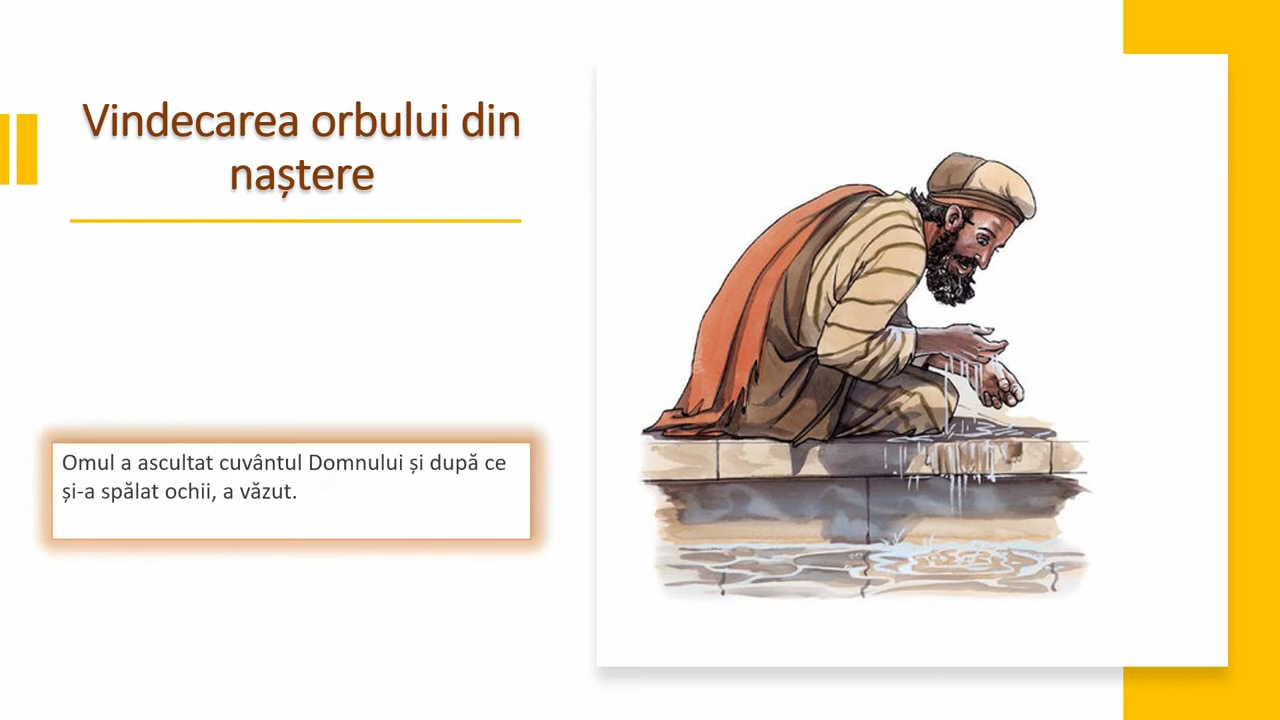 Vindecarea orbului din
naștere
Omul a ascultat cuvântul Domnului și după ce
și-a spălat ochii, a văzut.